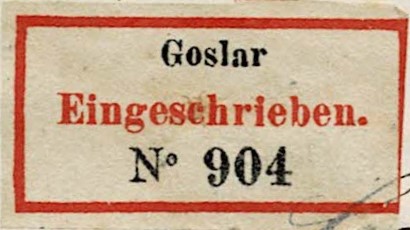 Goslar
Eingeschrieben.
No 904